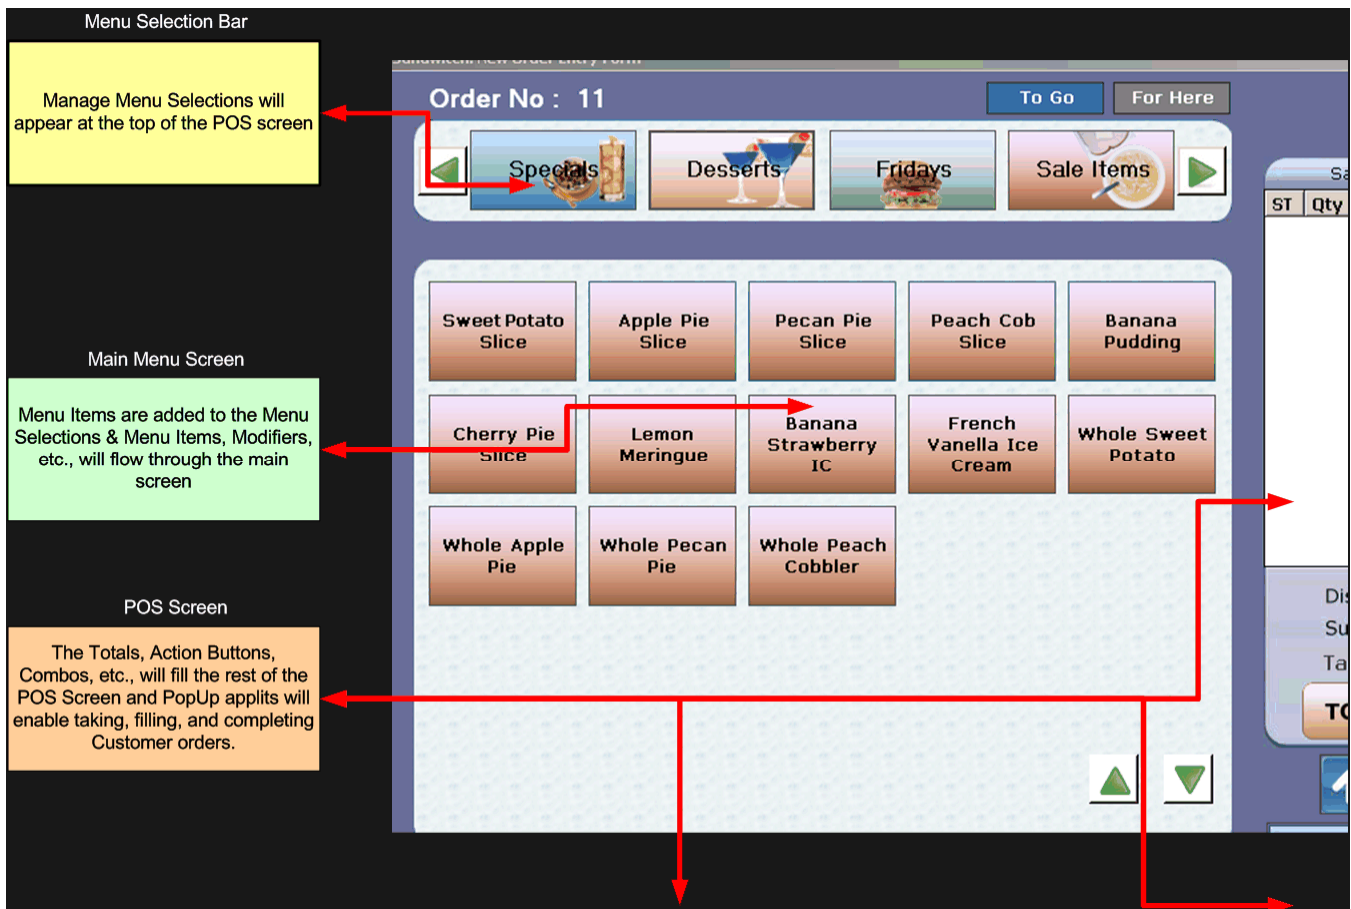 Menu Selection Bar
Manage Menu Selections will
appear at the top of the POS screen
Main Menu Screen
Menu Items are added to the Menu
Selections & Menu Items, Modifiers,
etc., will flow through the main
screen
POS Screen
The Totals, Action Buttons,
Combos, etc., will fill the rest of the
POS Screen and PopUp applits will
enable taking, filling, and completing
Customer orders.
Order No : 11
To Go
For Here
Specials
Desserts
Fridays
Sale Items
Sweet Potato
Slice
Apple Pie
Slice
Pecan Pie
Slice
Peach Cob
Slice
Banana
Pudding
Cherry Pie
Slice
Lemon
Meringue
Banana
Strawberry
IC
French
Vanella Ice
Cream
Whole Sweet
Potato
Whole Apple
Pie
Whole Pecan
Pie
Whole Peach
Cobbler
ST Qty